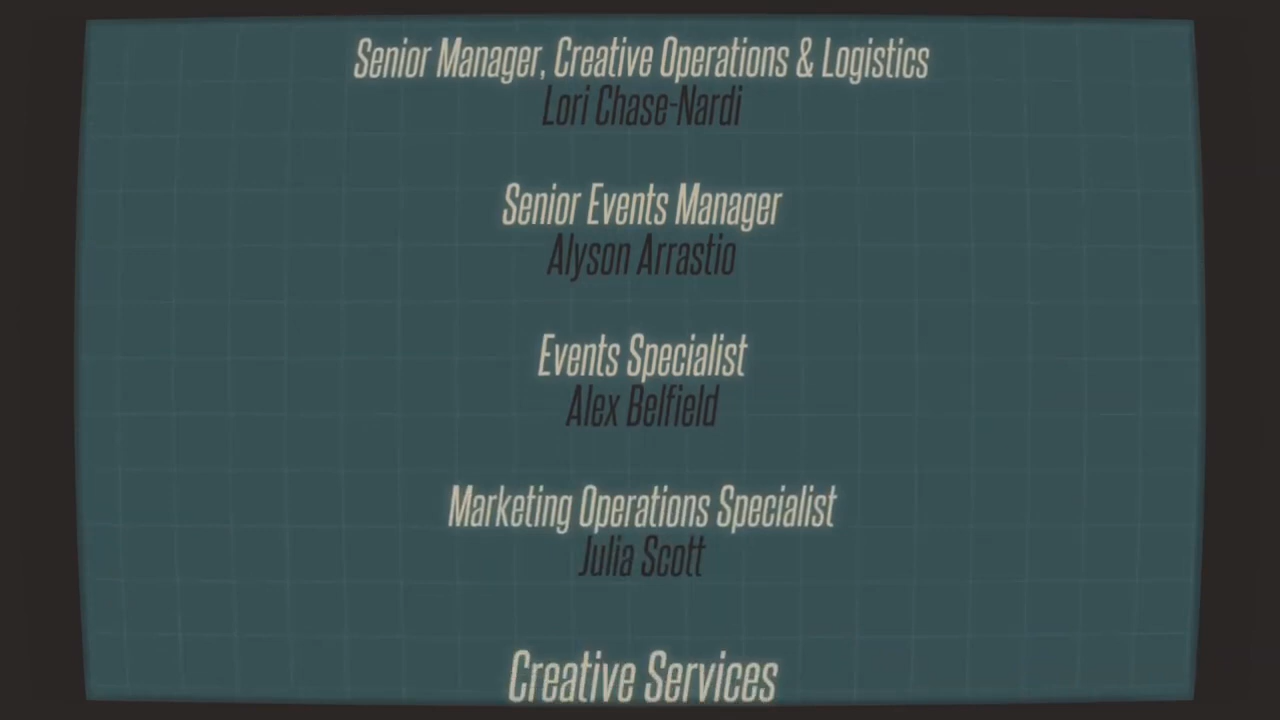 Senior Manager, Creative Operations & Logistics
Lori Chase-Nardi
Senior Events Manager
Alyson Arrastio
Events Specialist
Alex Belfield
Marketing Operations Specialist
Julia Scott
Creative Services